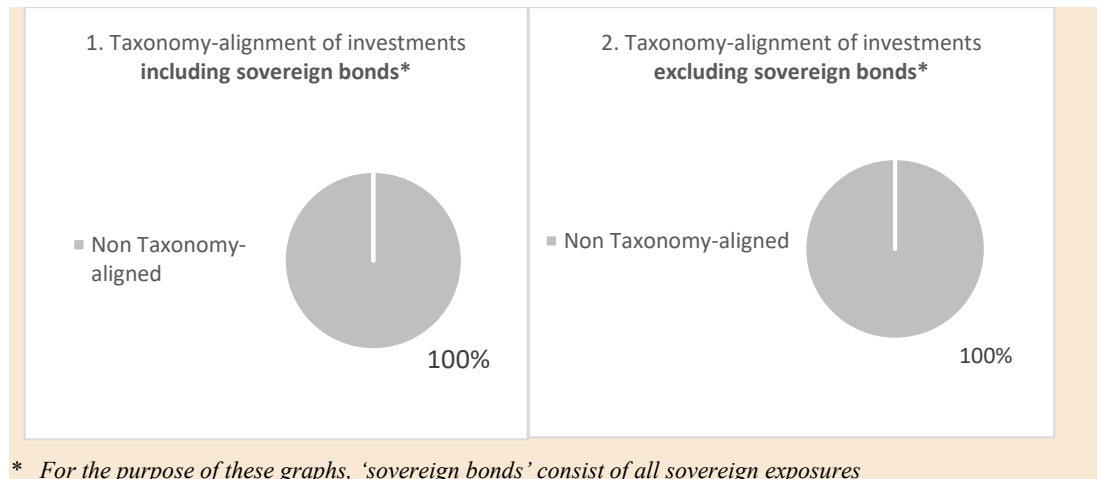 1. Taxonomy-alignment of investments
including sovereign bonds*
Non Taxonomy-
aligned
100%
2. Taxonomy-alignment of investments
excluding sovereign bonds*
Non Taxonomy-aligned
100%
* For the purpose of these graphs, ‘sovereign bonds’ consist of all sovereign exposures